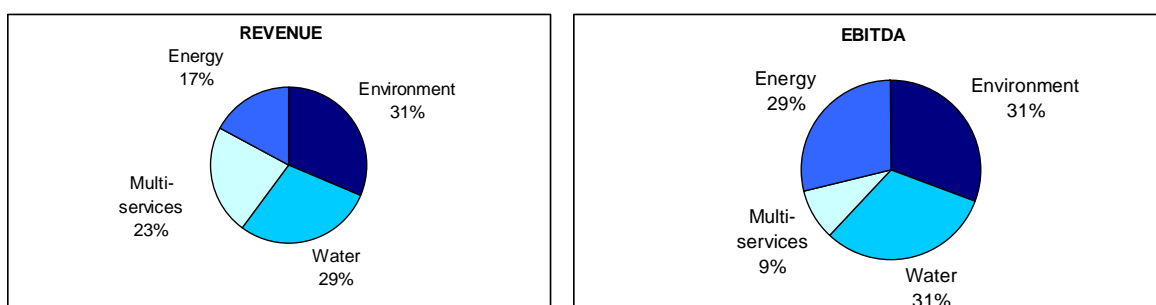 REVENUE
Energy
17%
Environment
31%
Multi-
services
23%
Water
29%
EBITDA
Energy
29%
Environment
31%
Multi-
services
9%
Water
31%